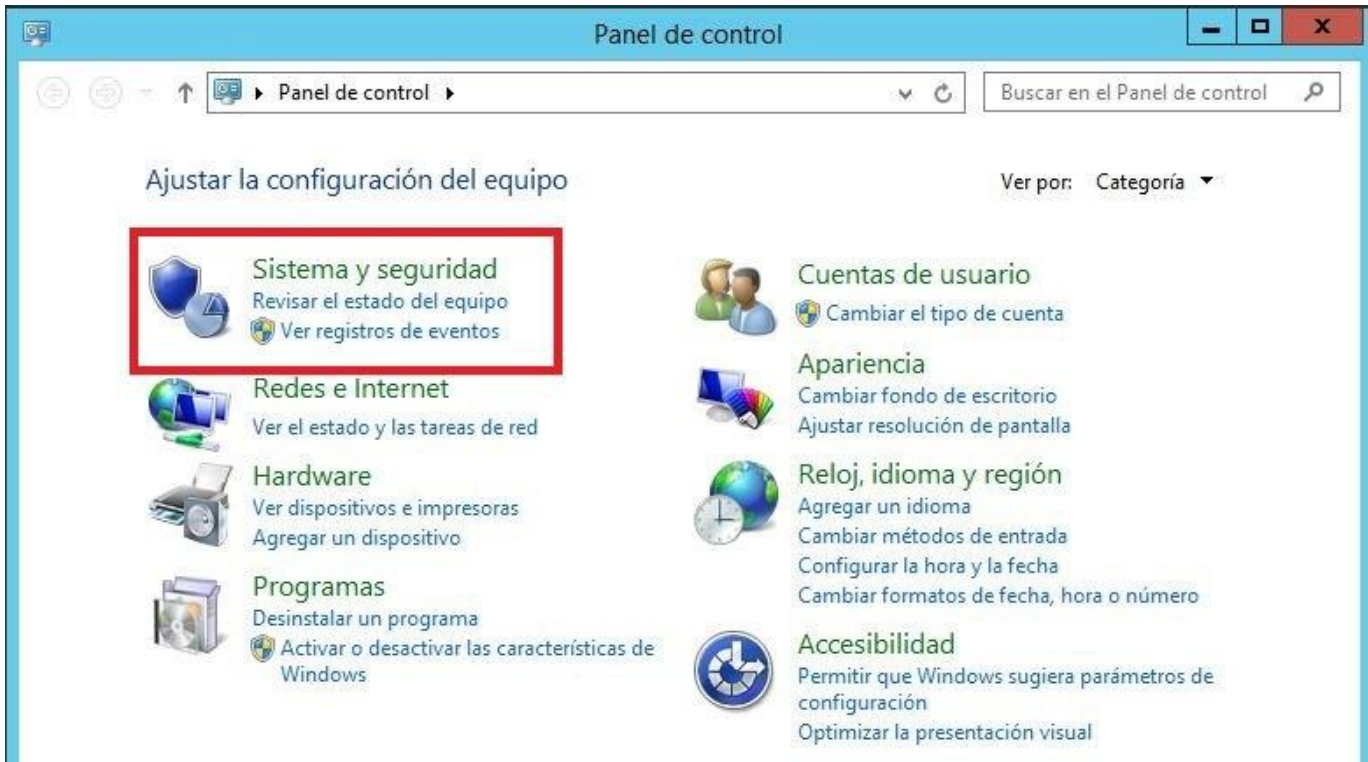 Panel de control
Panel de control
Buscar en el Panel de control
Ajustar la configuración del equipo
Ver por: Categoría
Sistema y seguridad
Revisar el estado del equipo
Ver registros de eventos
Redes e Internet
Ver el estado y las tareas de red
Hardware
Ver dispositivos e impresoras
Agregar un dispositivo
Programas
Desinstalar un programa
Activar o desactivar las características de
Windows
Cuentas de usuario
Cambiar el tipo de cuenta
Apariencia
Cambiar fondo de escritorio
Ajustar resolución de pantalla
Reloj, idioma y región
Agregar un idioma
Cambiar métodos de entrada
Configurar la hora y la fecha
Cambiar formatos de fecha, hora o número
Accesibilidad
Permitir que Windows sugiera parámetros de
configuración
Optimizar la presentación visual